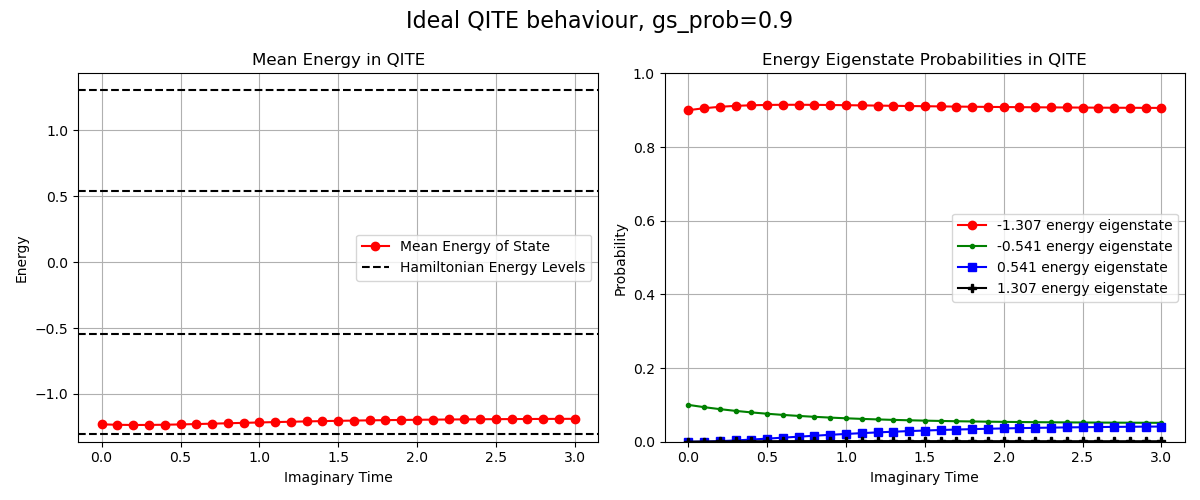 Ideal QITE behaviour, gs_prob=0.9
Mean Energy in QITE
Energy
1.0
0.5
0.0
−0.5
−1.0
Mean Energy of State
Hamiltonian Energy Levels
0.0 0.5 1.0 1.5 2.0 2.5 3.0
Imaginary Time
Energy Eigenstate Probabilities in QITE
Probability
1.0
0.8
0.6
0.4
0.2
0.0
-1.307 energy eigenstate
-0.541 energy eigenstate
0.541 energy eigenstate
1.307 energy eigenstate
0.0 0.5 1.0 1.5 2.0 2.5 3.0
Imaginary Time